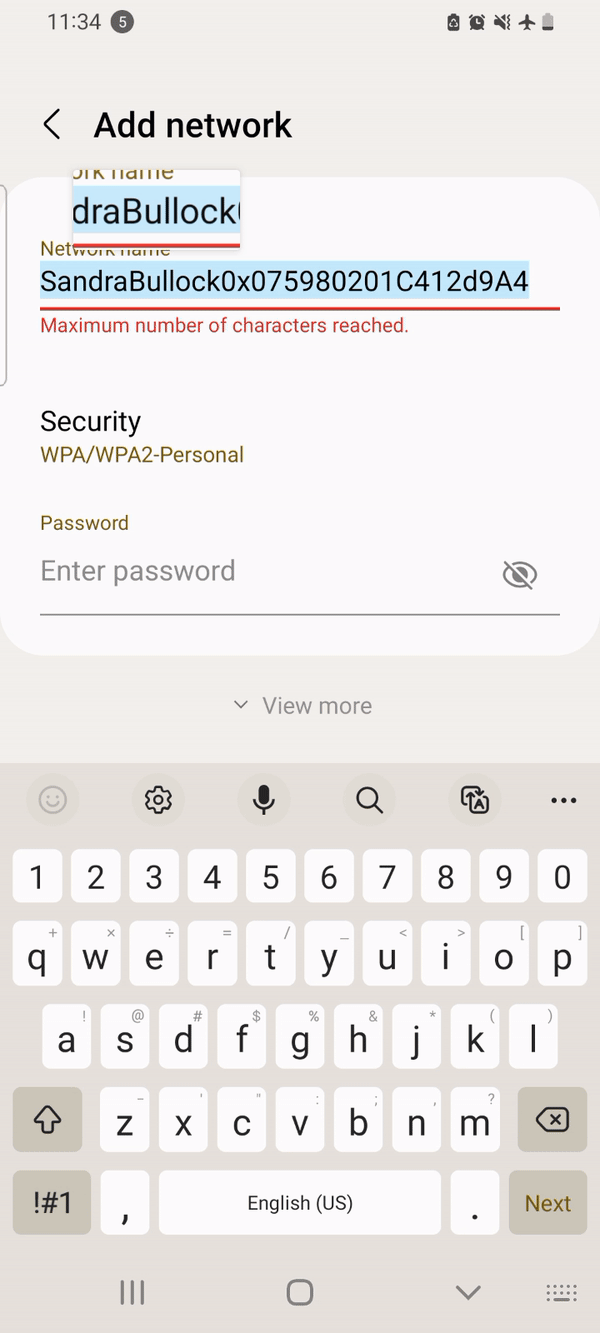 11:34 5
Add network
ork name
draBullock
Network name
SandraBullock0x075980201C412d9A4
Maximum number of characters reached.
Security
WPA/WPA2-Personal
Password
Enter password
View more
1 2 3 4 5 6 7 8 9 0
+ × ÷ = / _ < > [ ]
q w e r t y u i o p
! @ # $ % & * ( )
a s d f g h j k l
- ' " : ; , ?
z x c v b n m
!#1 , English (US) . Next